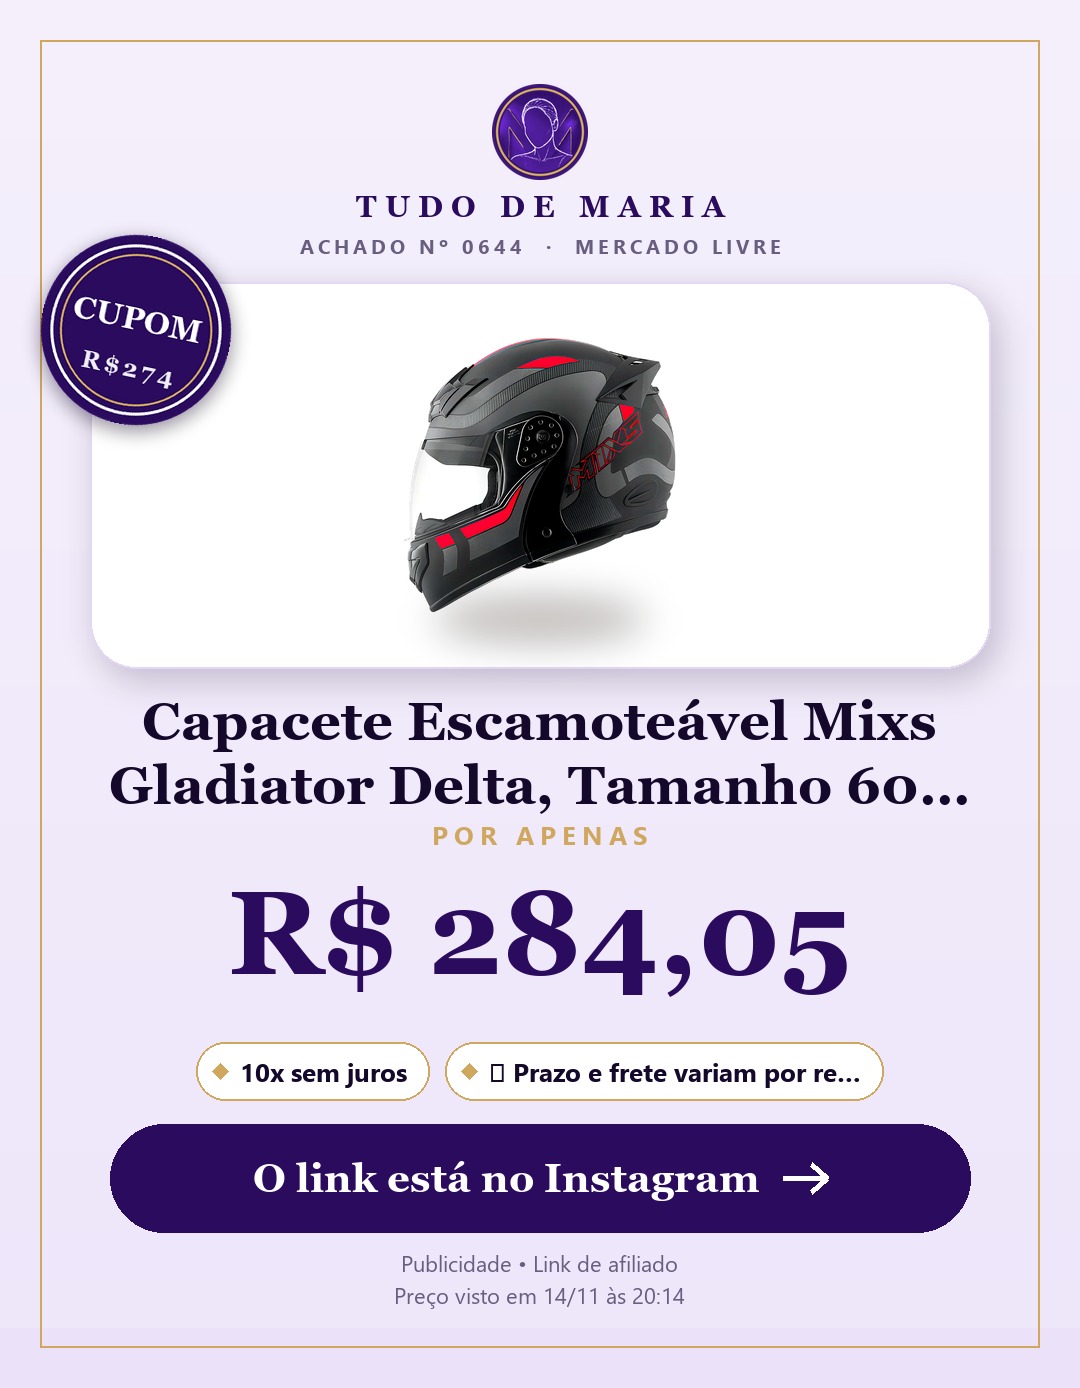 TUDO DE MARIA
ACHADO Nº 0644 · MERCADO LIVRE
CUPOM
R$274
MIXS
Capacete Escamoteável Mixs
Gladiator Delta, Tamanho 60...
POR APENAS
R$ 284,05
10x sem juros
Prazo e frete variam por re...
O link está no Instagram →
Publicidade • Link de afiliado
Preço visto em 14/11 às 20:14